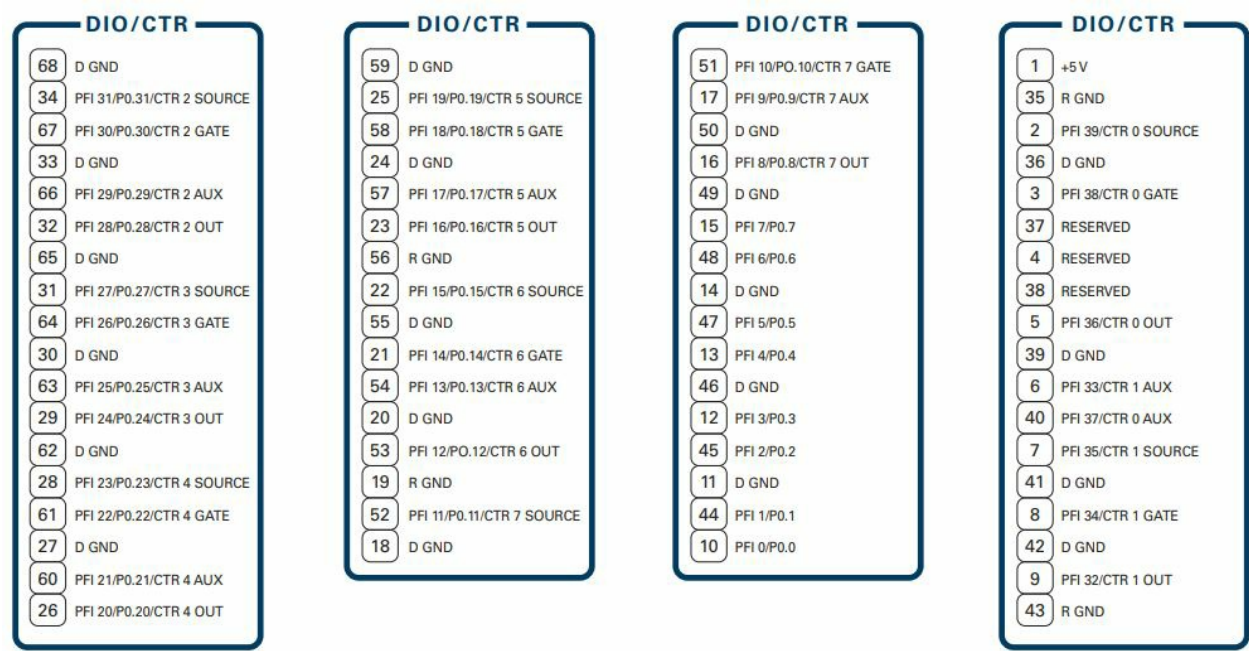 DIO/CTR
68 D GND
34 PFI 31/P0.31/CTR 2 SOURCE
67 PFI 30/P0.30/CTR 2 GATE
33 D GND
66 PFI 29/P0.29/CTR 2 AUX
32 PFI 28/P0.28/CTR 2 OUT
65 D GND
31 PFI 27/P0.27/CTR 3 SOURCE
64 PFI 26/P0.26/CTR 3 GATE
30 D GND
63 PFI 25/P0.25/CTR 3 AUX
29 PFI 24/P0.24/CTR 3 OUT
62 D GND
28 PFI 23/P0.23/CTR 4 SOURCE
61 PFI 22/P0.22/CTR 4 GATE
27 D GND
60 PFI 21/P0.21/CTR 4 AUX
26 PFI 20/P0.20/CTR 4 OUT
DIO/CTR
59 D GND
25 PFI 19/P0.19/CTR 5 SOURCE
58 PFI 18/P0.18/CTR 5 GATE
24 D GND
57 PFI 17/P0.17/CTR 5 AUX
23 PFI 16/P0.16/CTR 5 OUT
56 R GND
22 PFI 15/P0.15/CTR 6 SOURCE
55 D GND
21 PFI 14/P0.14/CTR 6 GATE
54 PFI 13/P0.13/CTR 6 AUX
20 D GND
53 PFI 12/PO.12/CTR 6 OUT
19 R GND
52 PFI 11/P0.11/CTR 7 SOURCE
18 D GND
DIO/CTR
51 PFI 10/PO.10/CTR 7 GATE
17 PFI 9/P0.9/CTR 7 AUX
50 D GND
16 PFI 8/P0.8/CTR 7 OUT
49 D GND
15 PFI 7/P0.7
48 PFI 6/P0.6
14 D GND
47 PFI 5/P0.5
13 PFI 4/P0.4
46 D GND
12 PFI 3/P0.3
45 PFI 2/P0.2
11 D GND
44 PFI 1/P0.1
10 PFI 0/P0.0
DIO/CTR
1 +5 V
35 R GND
2 PFI 39/CTR 0 SOURCE
36 D GND
3 PFI 38/CTR 0 GATE
37 RESERVED
4 RESERVED
38 RESERVED
5 PFI 36/CTR 0 OUT
39 D GND
6 PFI 33/CTR 1 AUX
40 PFI 37/CTR 0 AUX
7 PFI 35/CTR 1 SOURCE
41 D GND
8 PFI 34/CTR 1 GATE
42 D GND
9 PFI 32/CTR 1 OUT
43 R GND